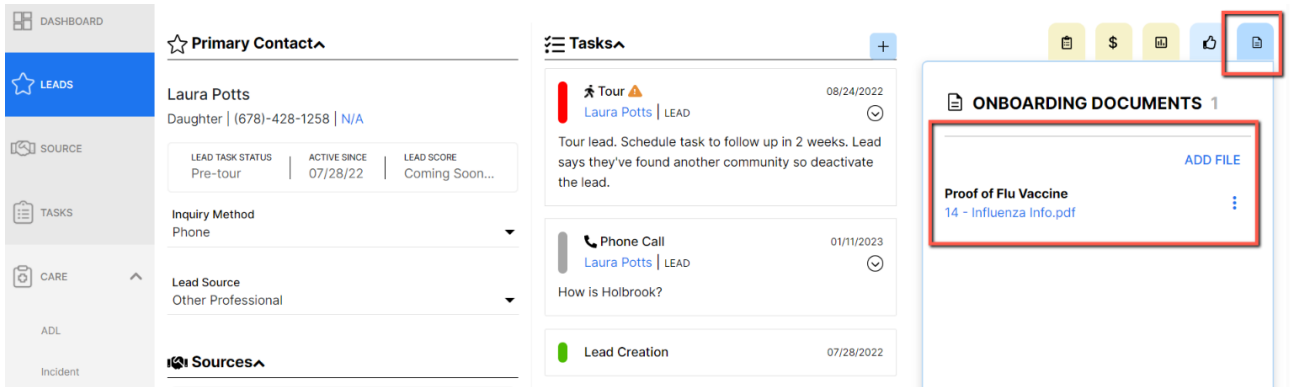 DASHBOARD
LEADS
SOURCE
TASKS
CARE
ADL
Incident
Primary Contact
Laura Potts
Daughter | (678)-428-1258 | N/A
LEAD TASK STATUS
Pre-tour
ACTIVE SINCE
07/28/22
LEAD SCORE
Coming Soon...
Inquiry Method
Phone
Lead Source
Other Professional
Sources
Tasks
+
Tour
08/24/2022
Laura Potts | LEAD
Tour lead. Schedule task to follow up in 2 weeks. Lead
says they've found another community so deactivate
the lead.
Phone Call
01/11/2023
Laura Potts | LEAD
How is Holbrook?
Lead Creation
07/28/2022
$
ONBOARDING DOCUMENTS 1
ADD FILE
Proof of Flu Vaccine
14 - Influenza Info.pdf